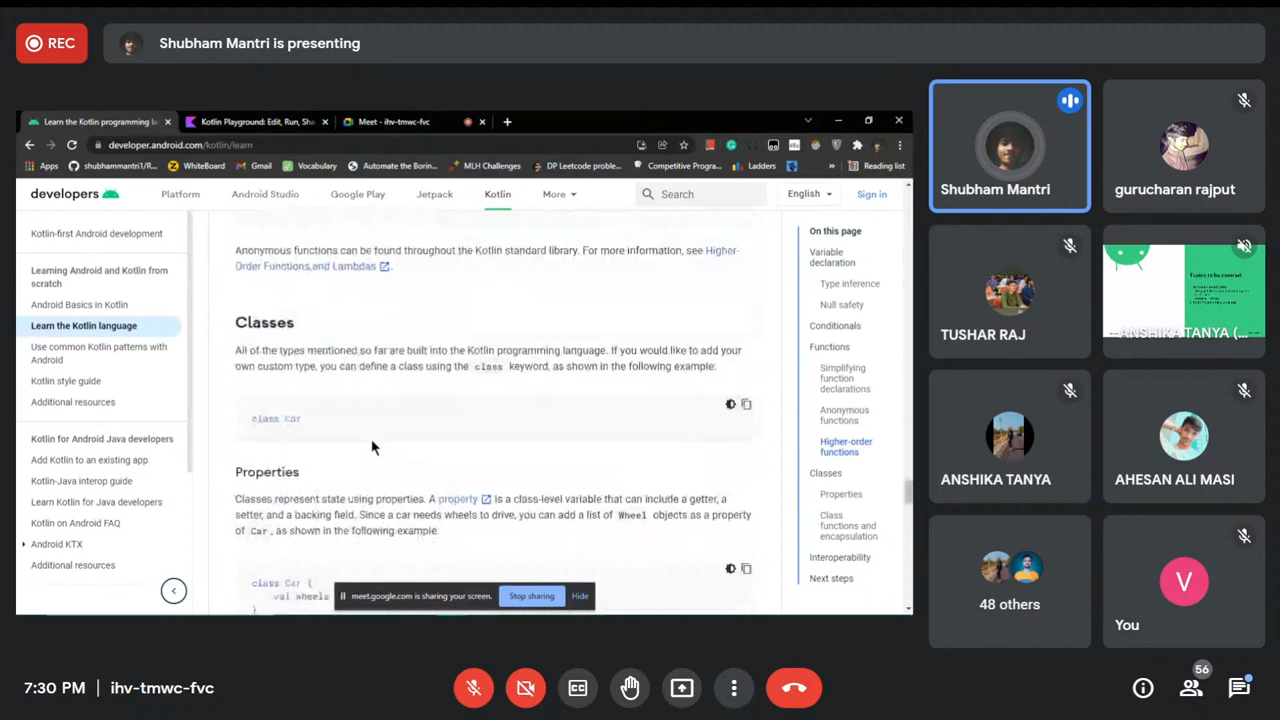 REC
Shubham Mantri is presenting
Learn the Kotlin programming la
Kotlin Playground: Edit, Run, Sha
Meet - ihv-tmwc-fvc
developer.android.com/kotlin/learn
Apps
shubhammantri1/R...
WhiteBoard
Gmail
Vocabulary
Automate the Borin...
MLH Challenges
DP Leetcode proble...
Competitive Progra...
Ladders
Reading list
developers
Platform
Android Studio
Google Play
Jetpack
Kotlin
More
Search
English
Sign in
Kotlin-first Android development
Learning Android and Kotlin from
scratch
Android Basics in Kotlin
Learn the Kotlin language
Use common Kotlin patterns with
Android
Kotlin style guide
Additional resources
Kotlin for Android Java developers
Add Kotlin to an existing app
Kotlin-Java interop guide
Learn Kotlin for Java developers
Kotlin on Android FAQ
Android KTX
Additional resources
Anonymous functions can be found throughout the Kotlin standard library. For more information, see Higher-
Order Functions and Lambdas.
Classes
All of the types mentioned so far are built into the Kotlin programming language. If you would like to add your
own custom type, you can define a class using the class keyword, as shown in the following example:
class Car
Properties
Classes represent state using properties. A property is a class-level variable that can include a getter, a
setter, and a backing field. Since a car needs wheels to drive, you can add a list of Wheel objects as a property
of Car, as shown in the following example:
class Car {
val wheels
}
meet.google.com is sharing your screen.
Stop sharing
Hide
On this page
Variable
declaration
Type inference
Null safety
Conditionals
Functions
Simplifying
function
declarations
Anonymous
functions
Higher-order
functions
Classes
Properties
Class
functions and
encapsulation
Interoperability
Next steps
Shubham Mantri
gurucharan rajput
TUSHAR RAJ
Topics to be covered:
ANSHIKA TANYA (...
ANSHIKA TANYA
AHESAN ALI MASI
48 others
V
You
7:30 PM | ihv-tmwc-fvc
56